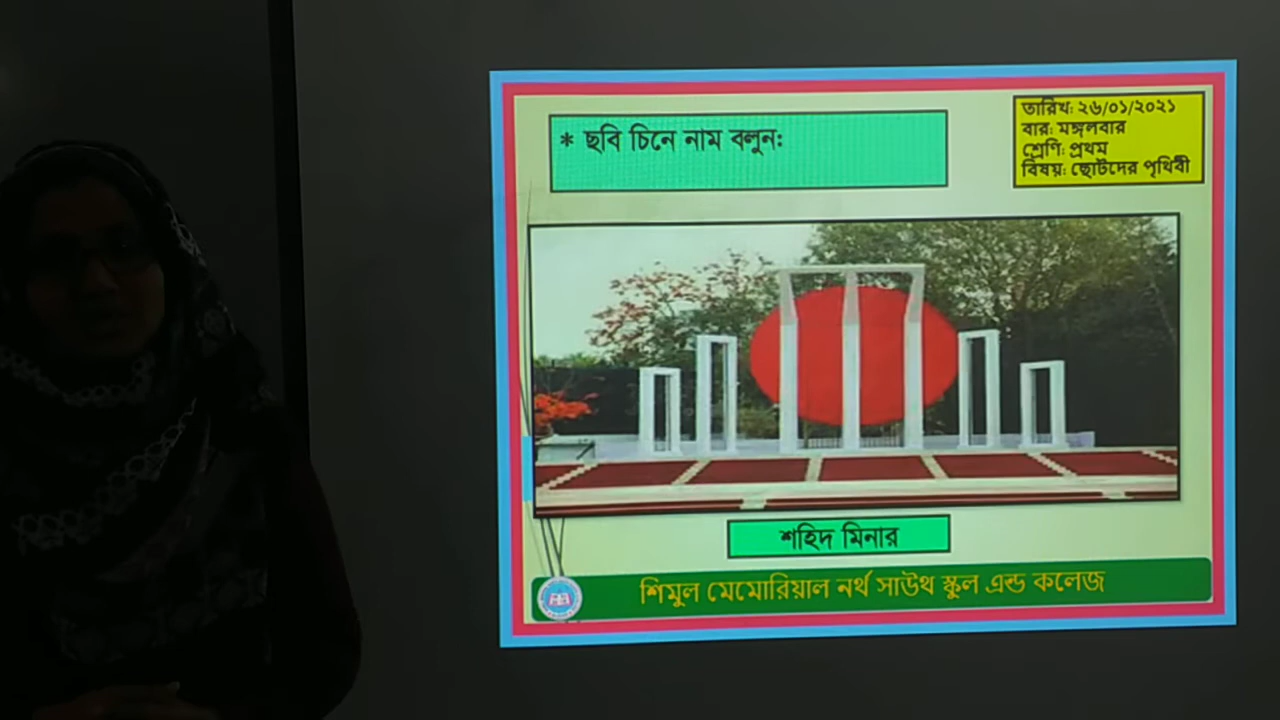 * ছবি চিনে নাম বলুন:
তারিখ: ২৬/০১/২০২১
বার: মঙ্গলবার
শ্রেণি: প্রথম
বিষয়: ছোটদের পৃথিবী
শহিদ মিনার
শিমুল মেমোরিয়াল নর্থ সাউথ স্কুল এন্ড কলেজ